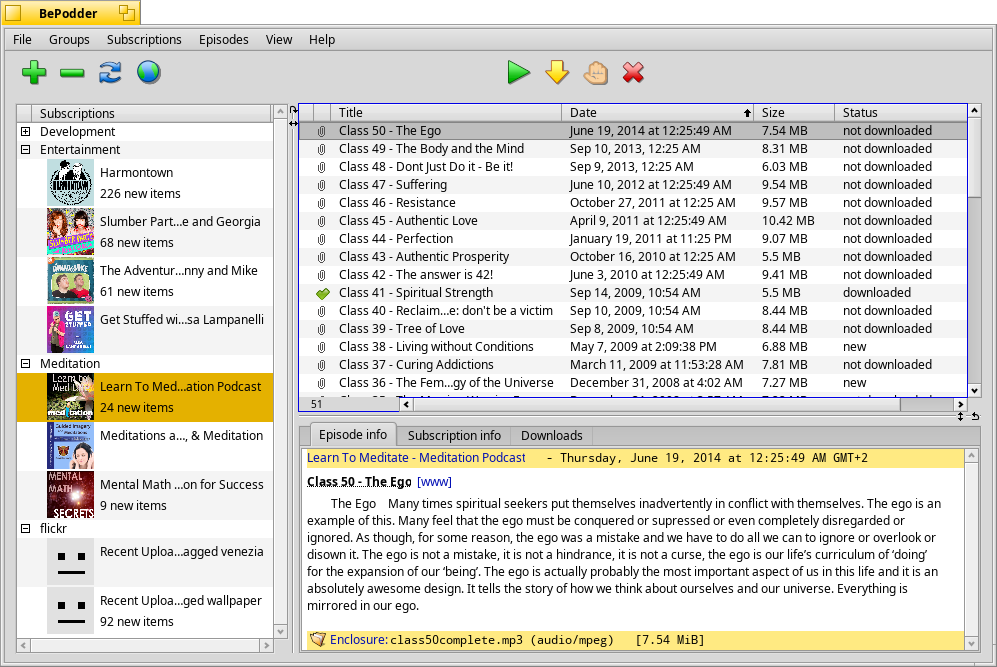 BePodder
File Groups Subscriptions Episodes View Help
Subscriptions
Development
Entertainment
Harmontown
226 new items
Slumber Part...e and Georgia
68 new items
The Adventur...nny and Mike
61 new items
Get Stuffed wi...sa Lampanelli
Meditation
Learn To Med...ation Podcast
24 new items
Meditations a..., & Meditation
Mental Math ...on for Success
9 new items
flickr
Recent Uploa...agged venezia
Recent Uploa...ged wallpaper
92 new items
Title Date Size Status
Class 50 - The Ego June 19, 2014 at 12:25:49 AM 7.54 MB not downloaded
Class 49 - The Body and the Mind Sep 10, 2013, 12:25 AM 8.31 MB not downloaded
Class 48 - Dont Just Do it - Be it! Sep 9, 2013, 12:25 AM 6.03 MB not downloaded
Class 47 - Suffering June 10, 2012 at 12:25:49 AM 9.54 MB not downloaded
Class 46 - Resistance October 27, 2011 at 12:25 AM 9.57 MB not downloaded
Class 45 - Authentic Love April 9, 2011 at 12:25:49 AM 10.42 MB not downloaded
Class 44 - Perfection January 19, 2011 at 11:25 PM 9.07 MB not downloaded
Class 43 - Authentic Prosperity October 16, 2010 at 12:25 AM 5.5 MB not downloaded
Class 42 - The answer is 42! June 3, 2010 at 12:25:49 AM 9.41 MB not downloaded
Class 41 - Spiritual Strength Sep 14, 2009, 10:54 AM 5.5 MB downloaded
Class 40 - Reclaim...e: don't be a victim Sep 10, 2009, 10:54 AM 8.44 MB not downloaded
Class 39 - Tree of Love Sep 8, 2009, 10:54 AM 8.44 MB not downloaded
Class 38 - Living without Conditions May 7, 2009 at 2:09:38 PM 6.88 MB new
Class 37 - Curing Addictions March 11, 2009 at 11:53:28 AM 7.81 MB not downloaded
Class 36 - The Fem...gy of the Universe December 31, 2008 at 4:02 AM 7.27 MB new
51
Episode info Subscription info Downloads
Learn To Meditate - Meditation Podcast - Thursday, June 19, 2014 at 12:25:49 AM GMT+2
Class 50 - The Ego [www]
The Ego Many times spiritual seekers put themselves inadvertently in conflict with themselves. The ego is an
example of this. Many feel that the ego must be conquered or supressed or even completely disregarded or
ignored. As though, for some reason, the ego was a mistake and we have to do all we can to ignore or overlook or
disown it. The ego is not a mistake, it is not a hindrance, it is not a curse, the ego is our life’s curriculum of ‘doing’
for the expansion of our ‘being’. The ego is actually probably the most important aspect of us in this life and it is an
absolutely awesome design. It tells the story of how we think about ourselves and our universe. Everything is
mirrored in our ego.
Enclosure: class50complete.mp3 (audio/mpeg) [7.54 MiB]